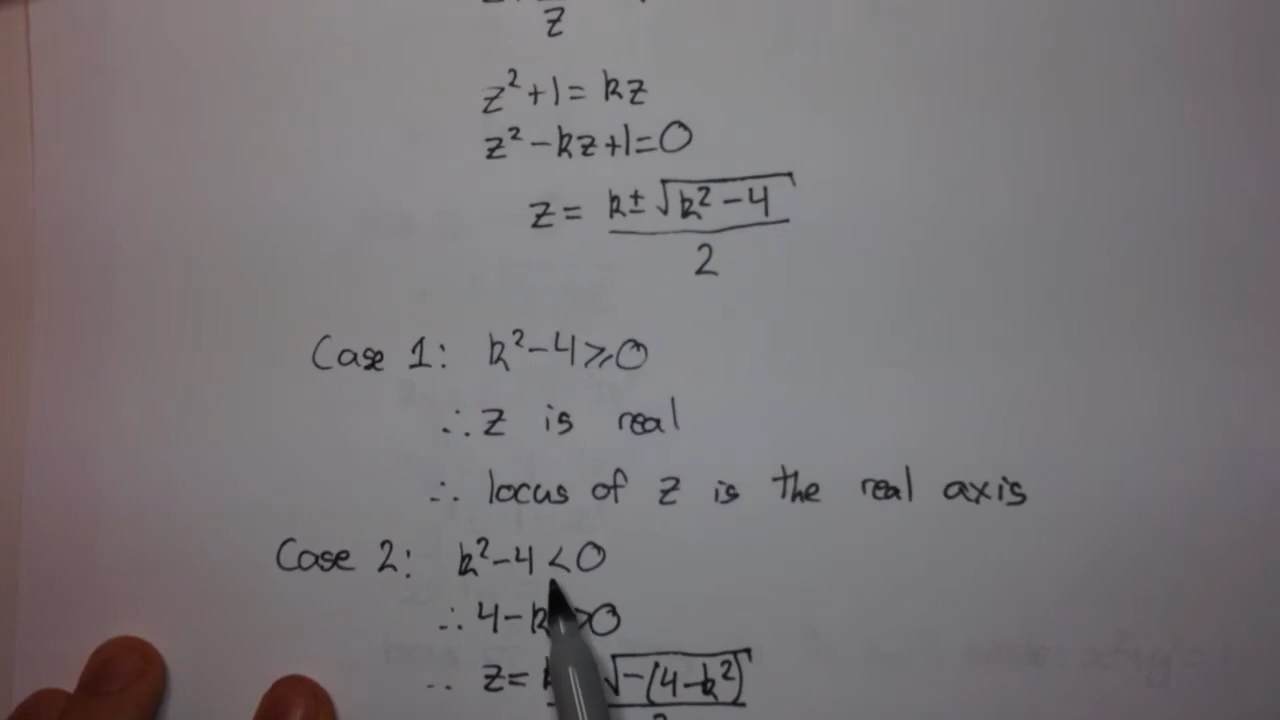 z
z² + 1 = kz
z² - kz + 1 = 0
z = k ± √k² - 4
2
Case 1: k² - 4 ≥ 0
∴ z is real
∴ locus of z is the real axis
Case 2: k² - 4 < 0
∴ 4 - k > 0
∴ z = √-(4 - k²)